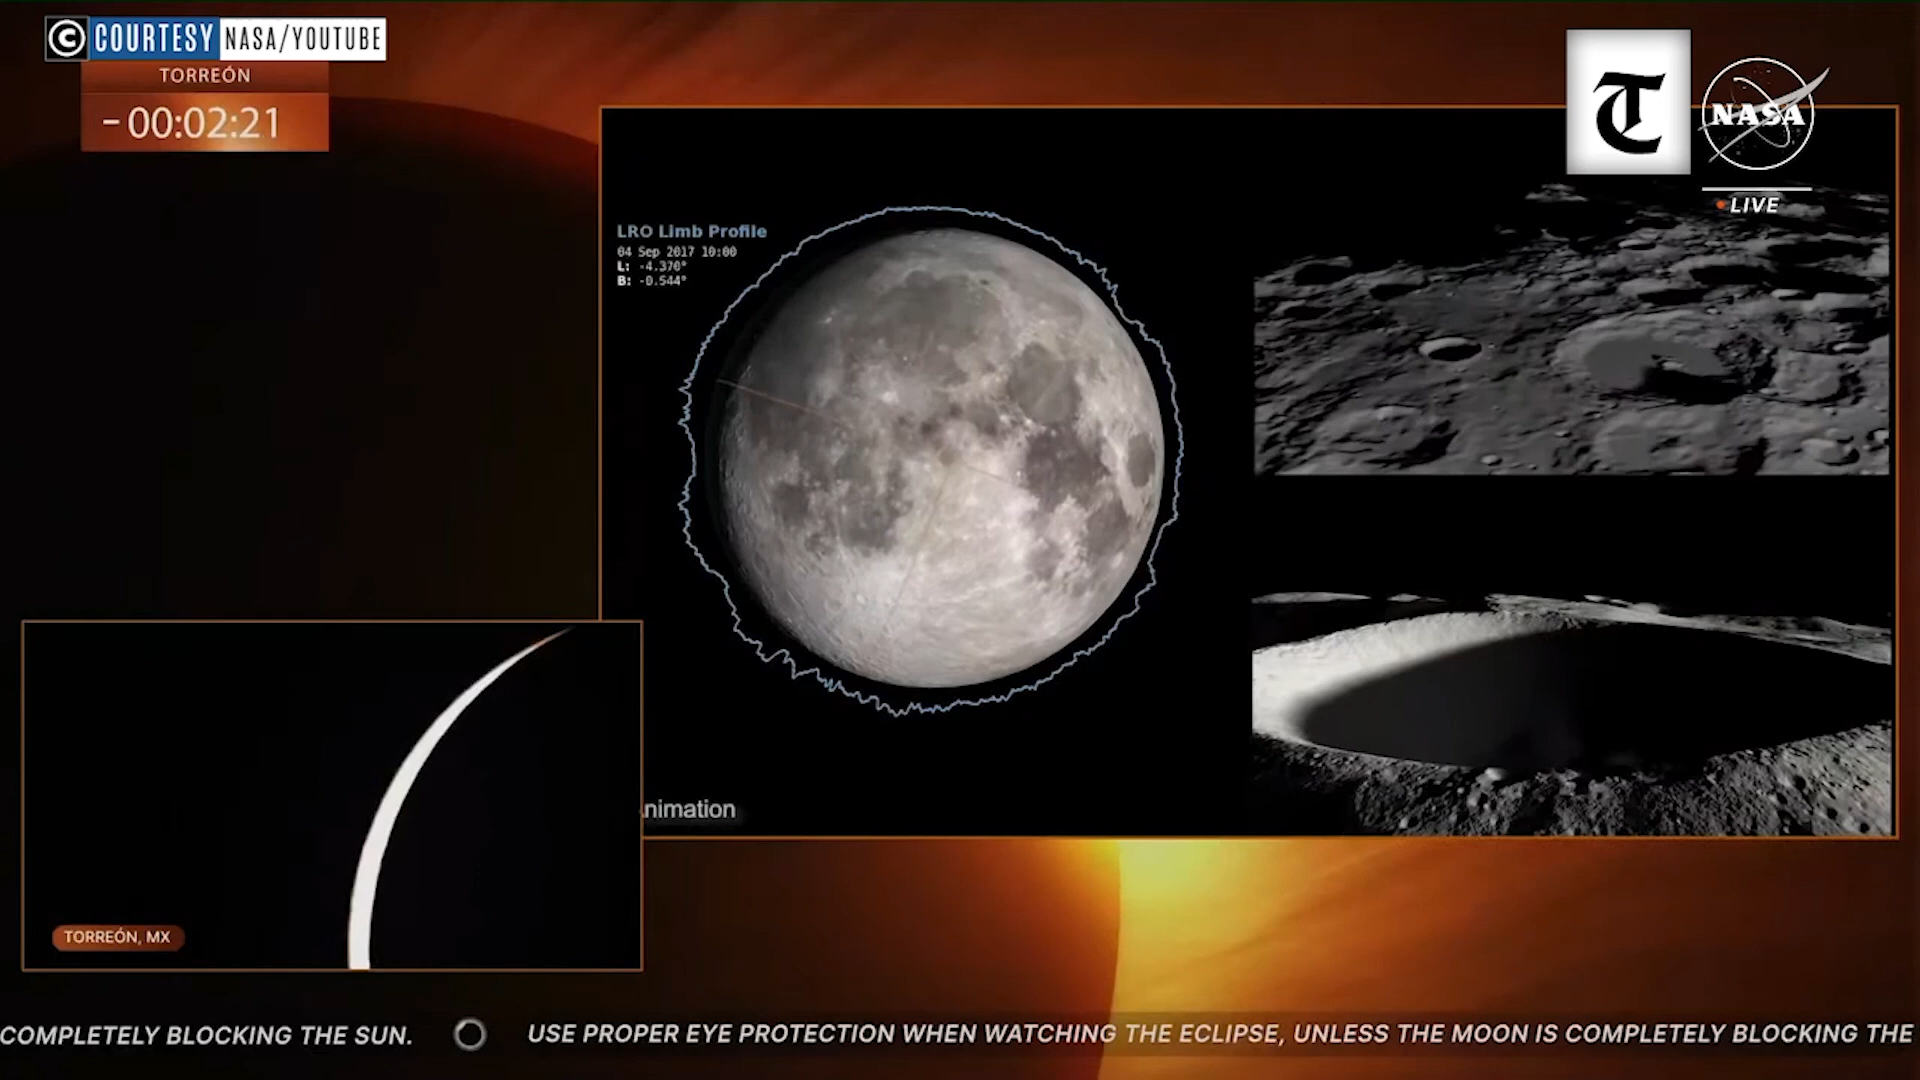 © COURTESY NASA/YOUTUBE
TORREÓN
-00:02:21
T
NASA
LIVE
LRO Limb Profile
04 Sep 2017 10:00
L: -4.370°
B: -0.544°
nimation
TORREÓN, MX
COMPLETELY BLOCKING THE SUN.
USE PROPER EYE PROTECTION WHEN WATCHING THE ECLIPSE, UNLESS THE MOON IS COMPLETELY BLOCKING THE